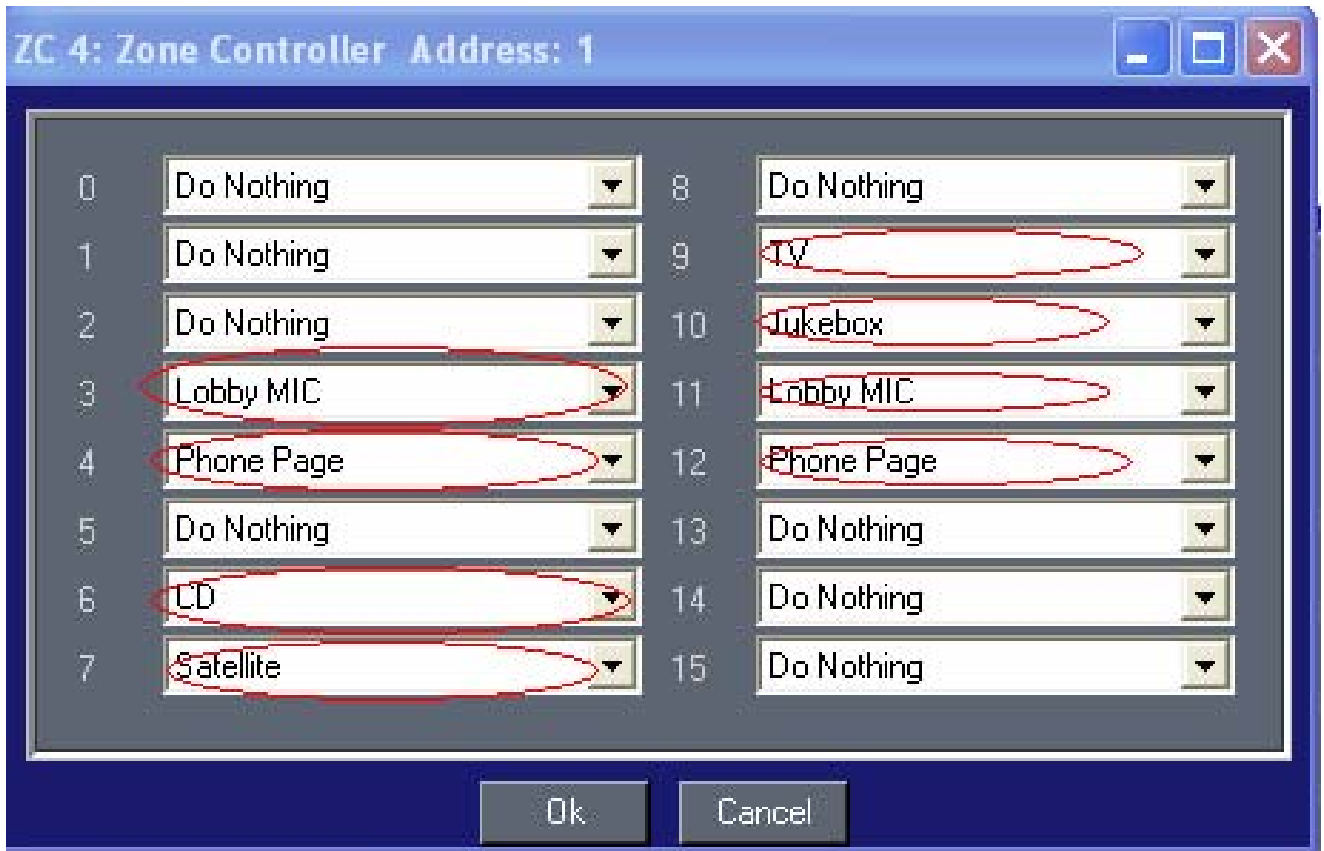 ZC 4: Zone Controller Address: 1
0 Do Nothing
1 Do Nothing
2 Do Nothing
3 Lobby MIC
4 Phone Page
5 Do Nothing
6 CD
7 Satellite
8 Do Nothing
9 TV
10 Jukebox
11 Lobby MIC
12 Phone Page
13 Do Nothing
14 Do Nothing
15 Do Nothing
Ok Cancel